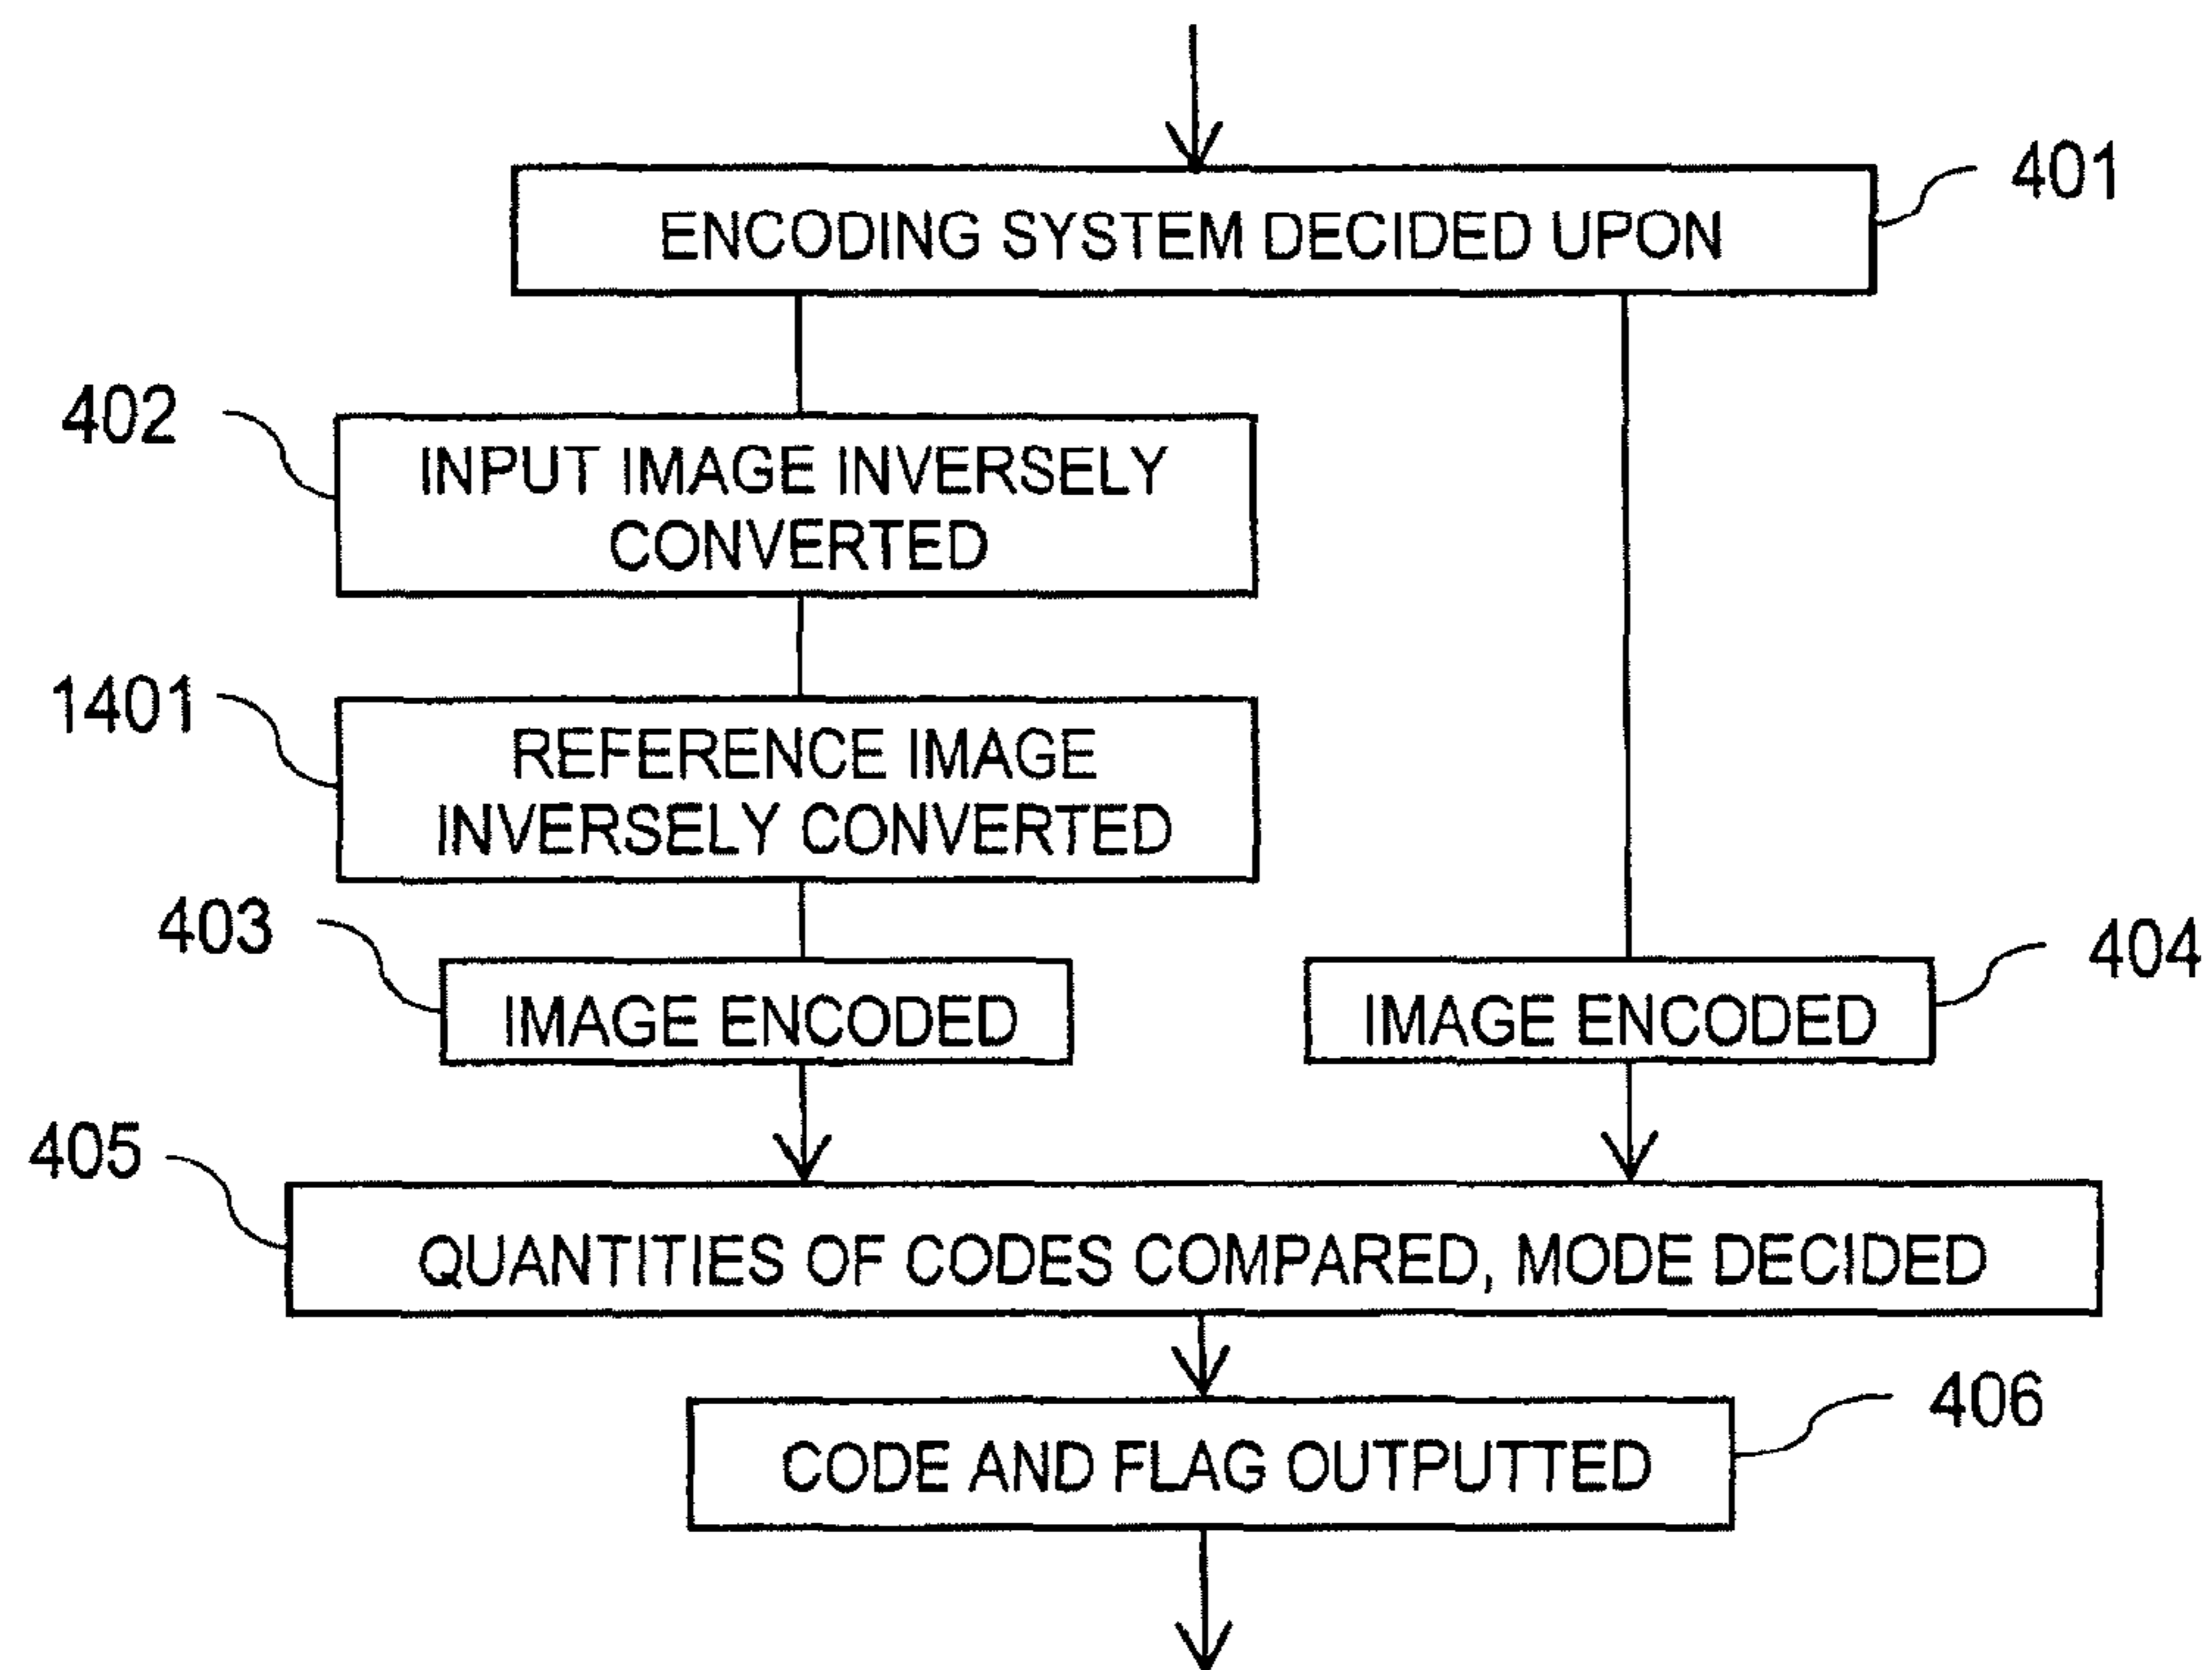 401
ENCODING SYSTEM DECIDED UPON
402
INPUT IMAGE INVERSELY
CONVERTED
1401
REFERENCE IMAGE
INVERSELY CONVERTED
403
IMAGE ENCODED
404
IMAGE ENCODED
405
QUANTITIES OF CODES COMPARED, MODE DECIDED
406
CODE AND FLAG OUTPUTTED